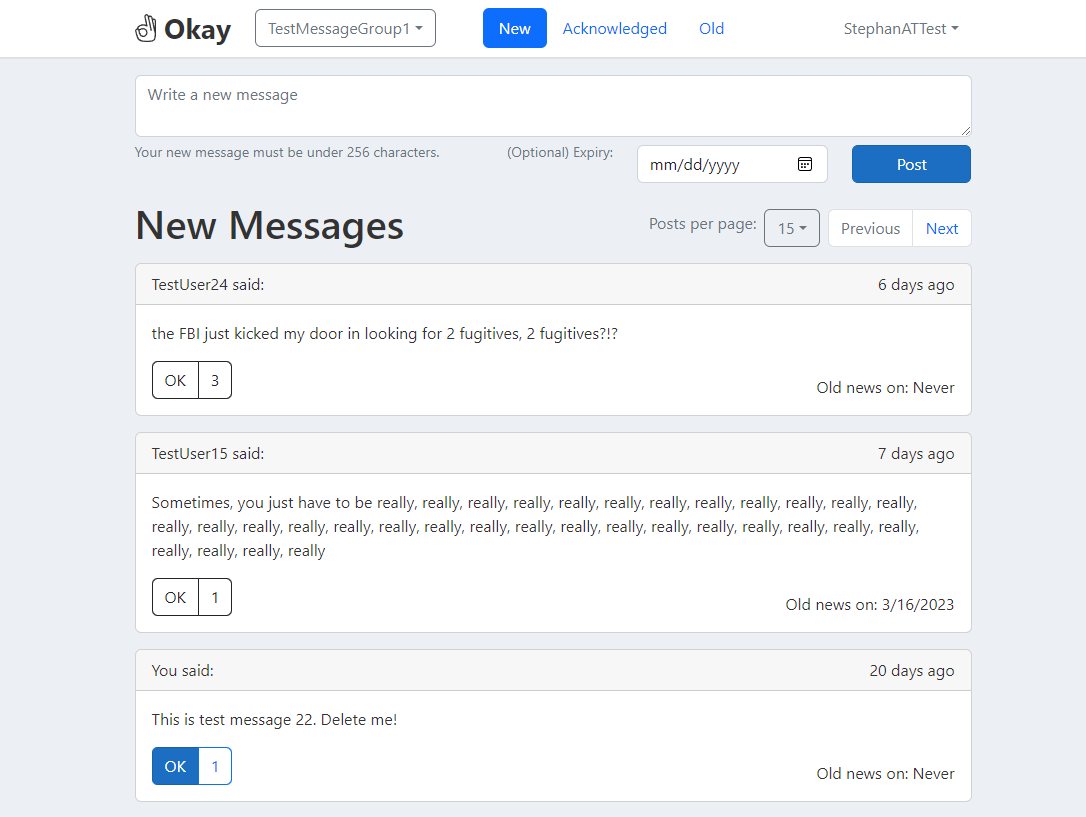 Okay
TestMessageGroup1
New
Acknowledged
Old
StephanATTest
Write a new message
Your new message must be under 256 characters.
(Optional) Expiry:
mm/dd/yyyy
Post
New Messages
Posts per page:
15
Previous
Next
TestUser24 said:
6 days ago
the FBI just kicked my door in looking for 2 fugitives, 2 fugitives?!?
OK
3
Old news on: Never
TestUser15 said:
7 days ago
Sometimes, you just have to be really, really, really, really, really, really, really, really, really, really, really, really,
really, really, really, really, really, really, really, really, really, really, really, really, really, really, really, really, really,
really, really, really, really
OK
1
Old news on: 3/16/2023
You said:
20 days ago
This is test message 22. Delete me!
OK
1
Old news on: Never